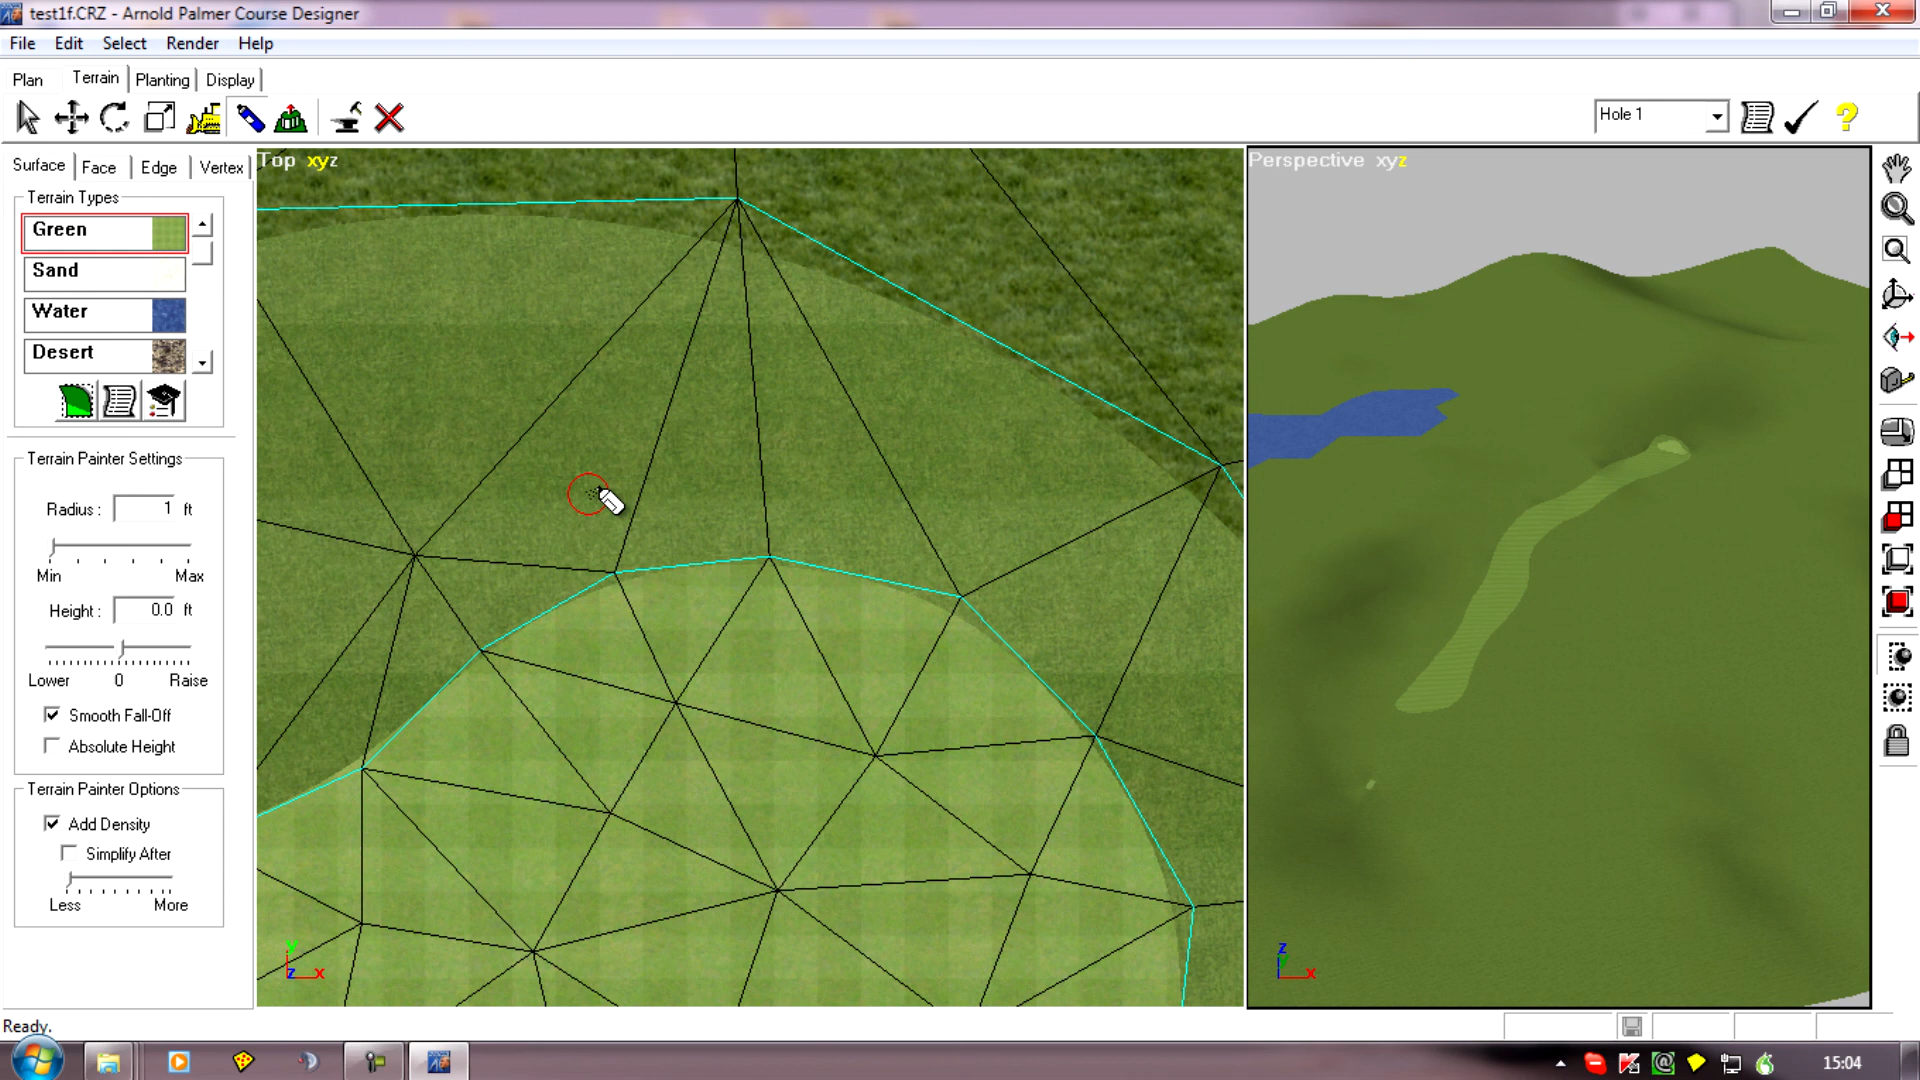 test1f.CRZ - Arnold Palmer Course Designer
File Edit Select Render Help
Plan Terrain Planting Display
Hole 1
Surface Face Edge Vertex
Top xyz
Perspective xyz
Terrain Types
Green
Sand
Water
Desert
Terrain Painter Settings
Radius : 1 ft
Min Max
Height : 0.0 ft
Lower 0 Raise
Smooth Fall-Off
Absolute Height
Terrain Painter Options
Add Density
Simplify After
Less More
y
z x
z
y
x
Ready.
15:04